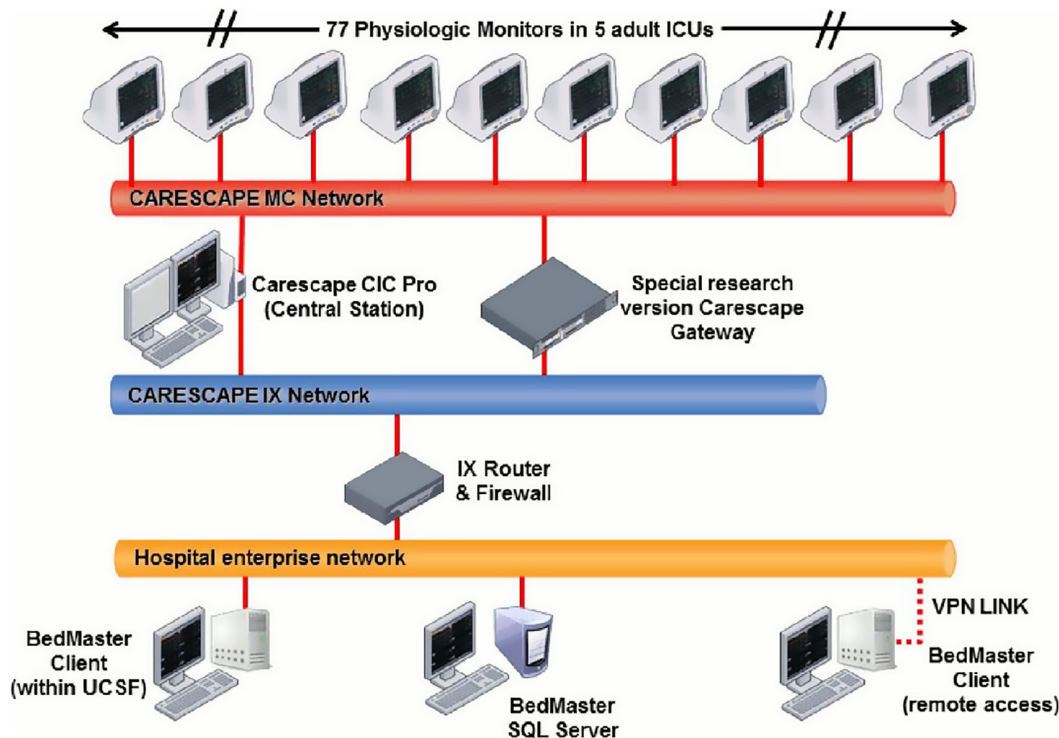 77 Physiologic Monitors in 5 adult ICUs
CARESCAPE MC Network
Carescape CIC Pro
(Central Station)
Special research
version Carescape
Gateway
CARESCAPE IX Network
IX Router
& Firewall
Hospital enterprise network
BedMaster
Client
(within UCSF)
BedMaster
SQL Server
VPN LINK
BedMaster
Client
(remote access)